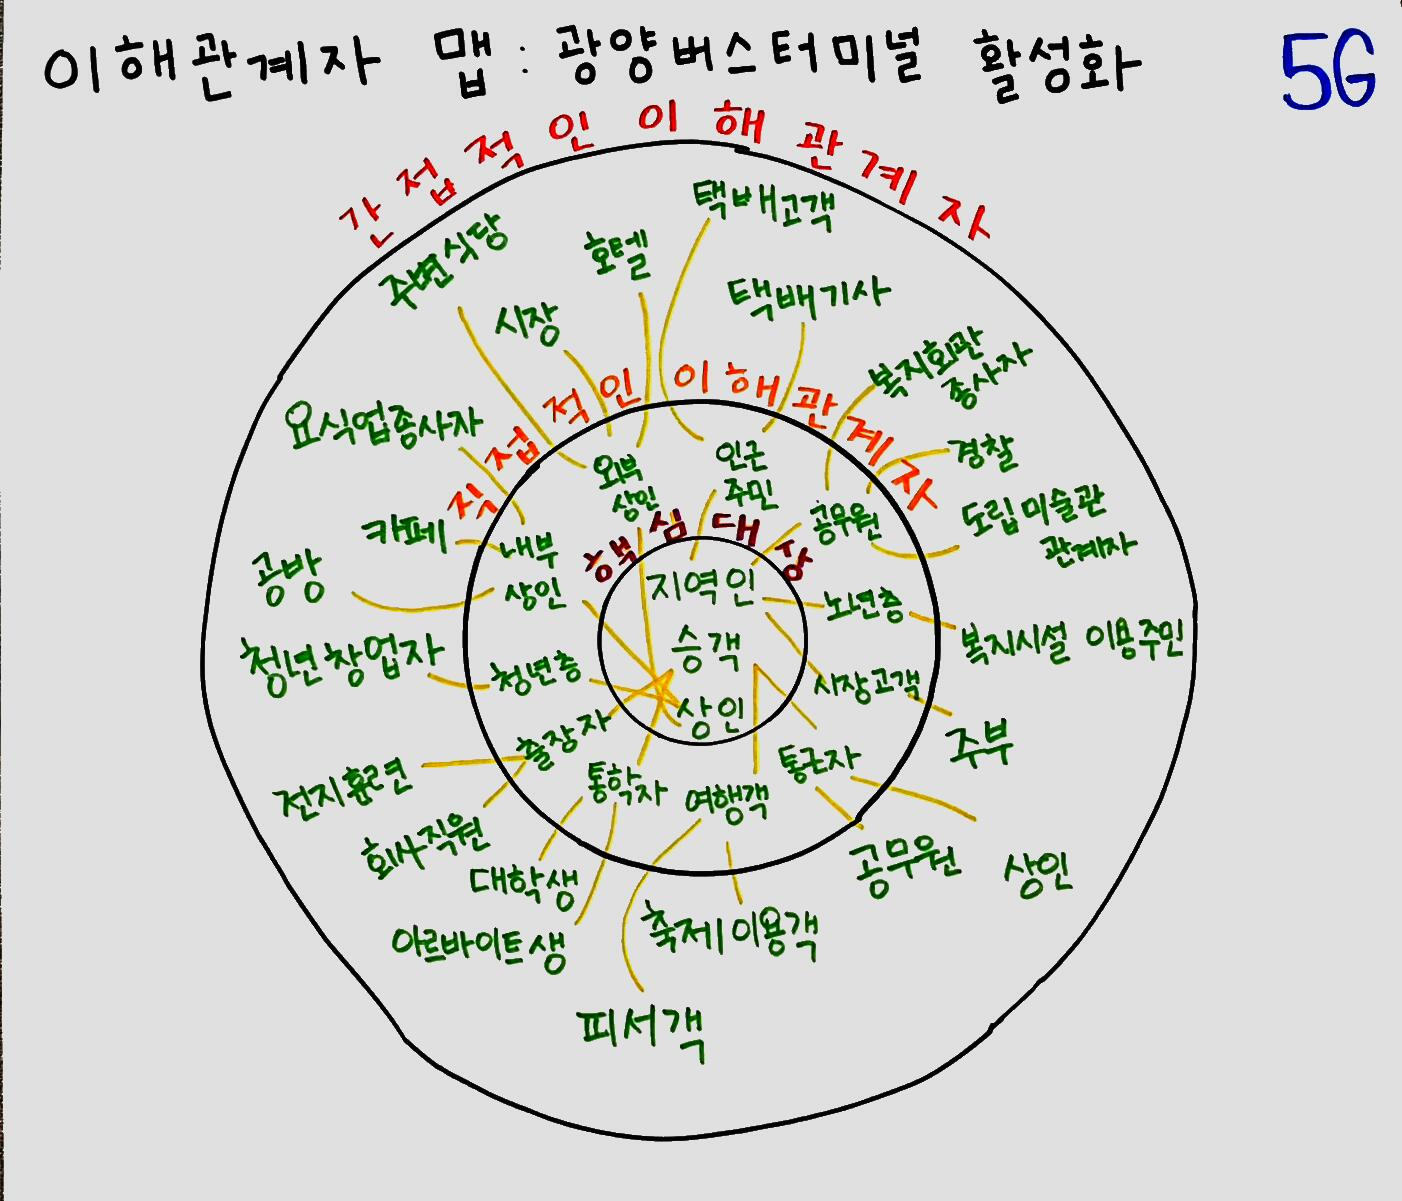 이해관계자 맵 : 광양버스터미널 활성화
5G
간접적인 이해관계자
택배고객
주변식당
호텔
시장
택배기사
복지회관
종사자
요식업종사자
경찰
카페
도립미술관
관계자
공방
청년창업자
복지시설 이용주민
주부
전지훈련
회사직원
대학생
공무원
상인
아르바이트생
축제이용객
피서객
직접적인 이해관계자
외부
상인
인근
주민
공무원
내부
상인
노년층
청년층
시장고객
출장자
통학자
여행객
통근자
핵심대상
지역인
승객
상인